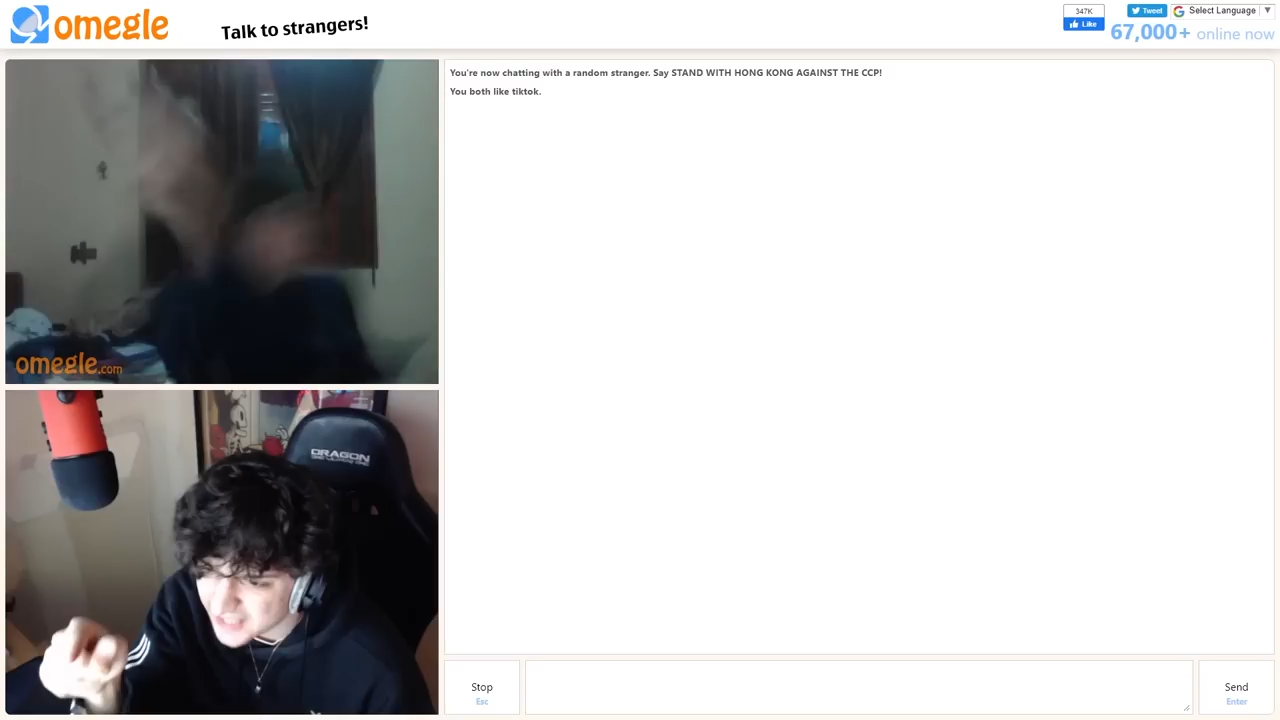 omegle
Talk to strangers!
347K
Like
Tweet
Select Language ▼
67,000+ online now
You're now chatting with a random stranger. Say STAND WITH HONG KONG AGAINST THE CCP!
You both like tiktok.
omegle.com
DRAGON
Stop
Esc
Send
Enter